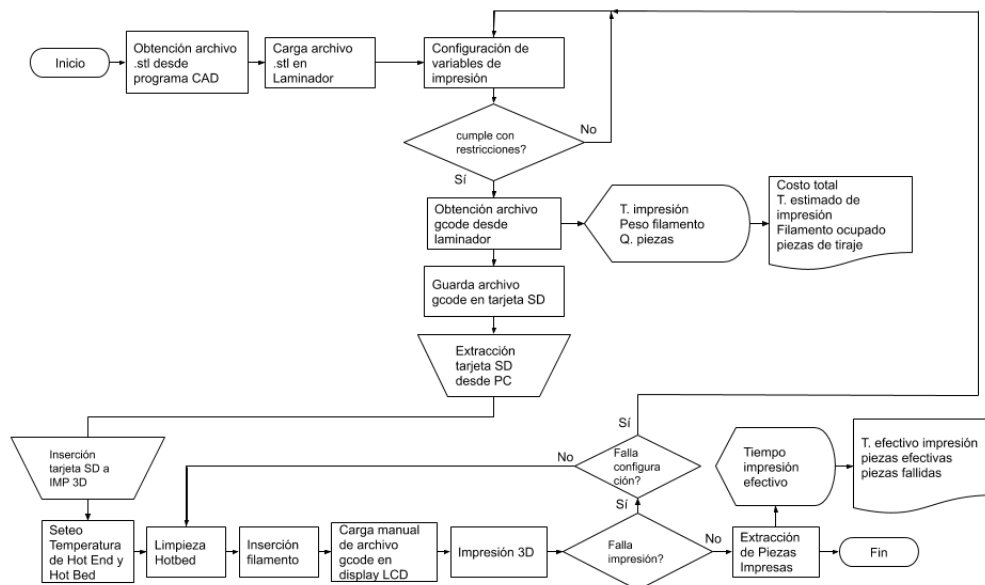 Inicio
Obtención archivo
.stl desde
programa CAD
Carga archivo
.stl en
Laminador
Configuración de
variables de
impresión
cumple con
restricciones?
No
Sí
Obtención archivo
gcode desde
laminador
T. impresión
Peso filamento
Q. piezas
Costo total
T. estimado de
impresión
Filamento ocupado
piezas de tiraje
Guarda archivo
gcode en tarjeta SD
Extracción
tarjeta SD
desde PC
Inserción
tarjeta SD a
IMP 3D
Seteo
Temperatura
de Hot End y
Hot Bed
Limpieza
Hotbed
Inserción
filamento
Carga manual
de archivo
gcode en
display LCD
Impresión 3D
Falla
impresión?
Sí
No
Falla
configura
ción?
No
Sí
Extracción
de Piezas
Impresas
Tiempo
impresión
efectivo
T. efectivo impresión
piezas efectivas
piezas fallidas
Fin